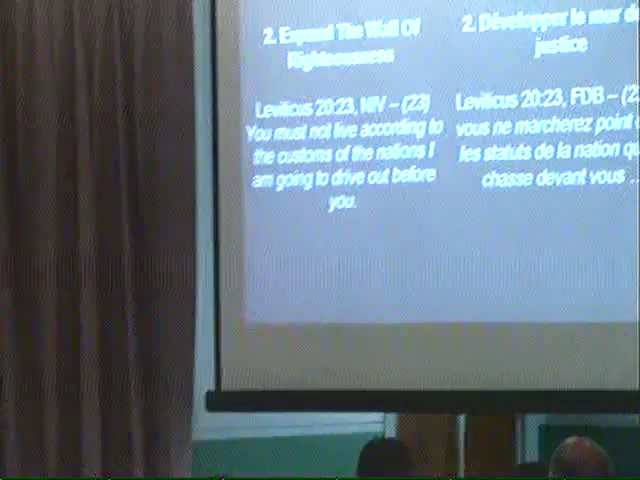 2. Expand The Wall Of
Righteousness
Leviticus 20:23, NIV – (23)
You must not live according to
the customs of the nations I
am going to drive out before
you.
2. Développer le mur d
justice
Leviticus 20:23, FDB – (23
vous ne marcherez point
les statuts de la nation qu
chasse devant vous ...